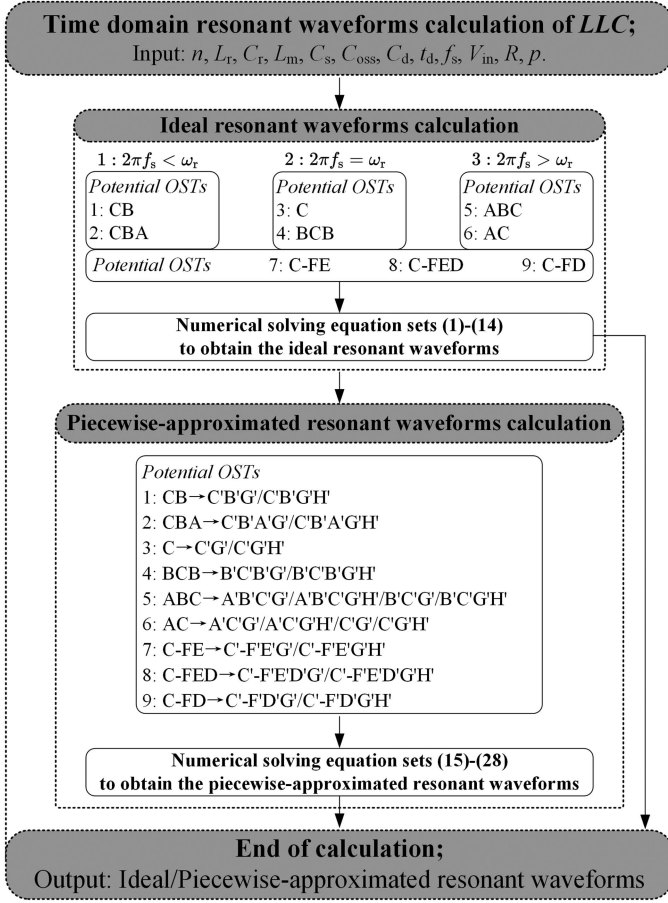 Time domain resonant waveforms calculation of LLC;
Input: n, Lr, Cr, Lm, Cs, Coss, Cd, td, fs, Vin, R, p.
Ideal resonant waveforms calculation
1 : 2πfs < ωr 2 : 2πfs = ωr 3 : 2πfs > ωr
Potential OSTs Potential OSTs Potential OSTs
1: CB 3: C 5: ABC
2: CBA 4: BCB 6: AC
Potential OSTs 7: C-FE 8: C-FED 9: C-FD
Numerical solving equation sets (1)-(14)
to obtain the ideal resonant waveforms
Piecewise-approximated resonant waveforms calculation
Potential OSTs
1: CB→C'B'G'/C'B'G'H'
2: CBA→C'B'A'G'/C'B'A'G'H'
3: C→C'G'/C'G'H'
4: BCB→B'C'B'G'/B'C'B'G'H'
5: ABC→A'B'C'G'/A'B'C'G'H'/B'C'G'/B'C'G'H'
6: AC→A'C'G'/A'C'G'H'/C'G'/C'G'H'
7: C-FE→C'-F'E'G'/C'-F'E'G'H'
8: C-FED→C'-F'E'D'G'/C'-F'E'D'G'H'
9: C-FD→C'-F'D'G'/C'-F'D'G'H'
Numerical solving equation sets (15)-(28)
to obtain the piecewise-approximated resonant waveforms
End of calculation;
Output: Ideal/Piecewise-approximated resonant waveforms